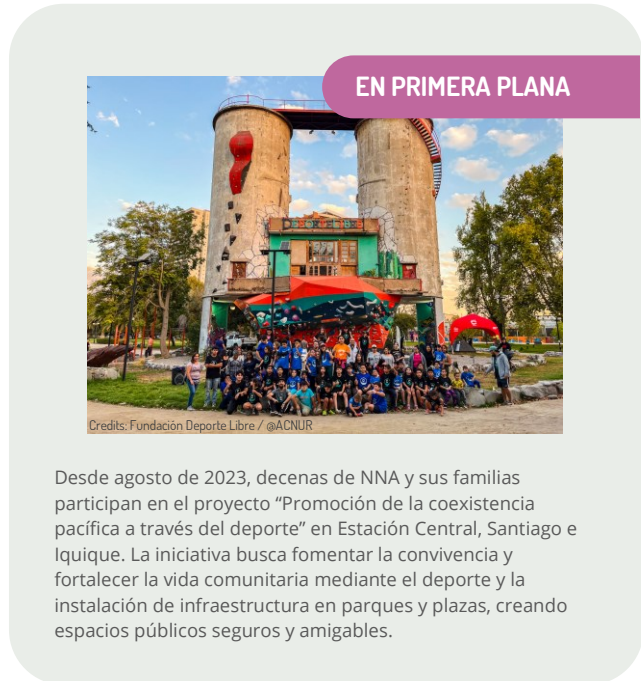 EN PRIMERA PLANA
Credits: Fundación Deporte Libre / @ACNUR
Desde agosto de 2023, decenas de NNA y sus familias
participan en el proyecto “Promoción de la coexistencia
pacífica a través del deporte” en Estación Central, Santiago e
Iquique. La iniciativa busca fomentar la convivencia y
fortalecer la vida comunitaria mediante el deporte y la
instalación de infraestructura en parques y plazas, creando
espacios públicos seguros y amigables.